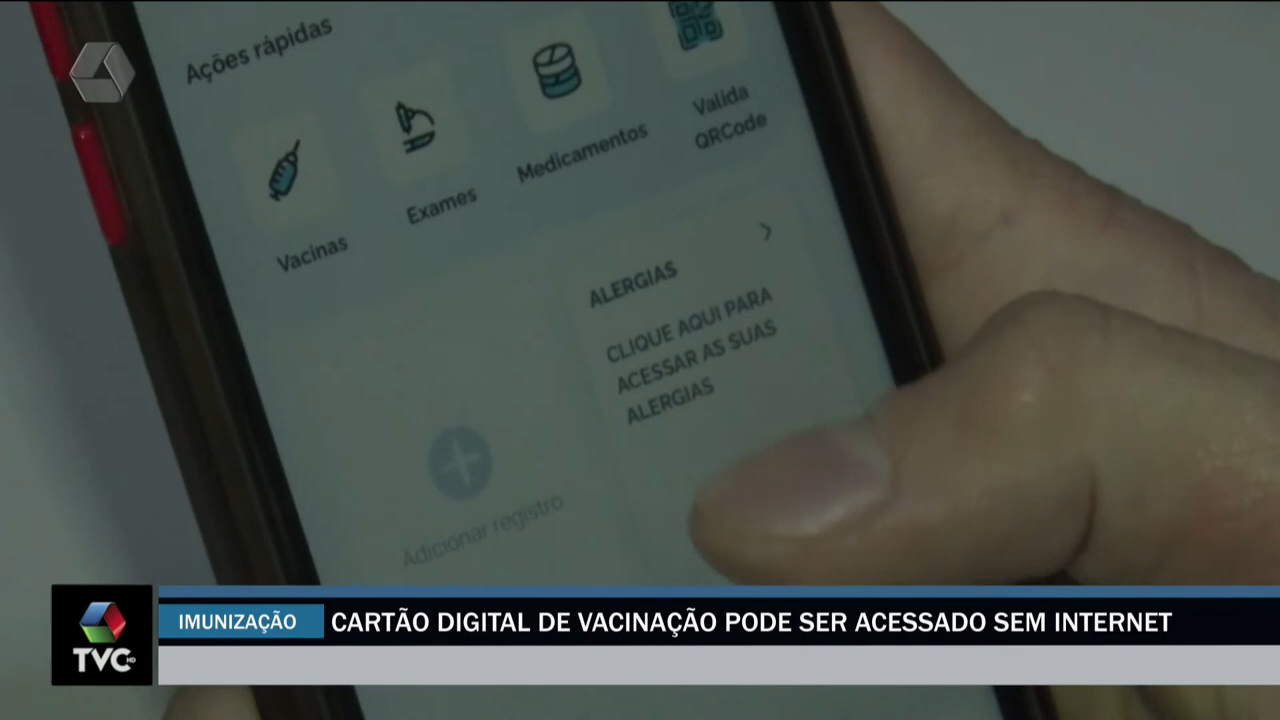 Ações rápidas
Vacinas
Exames
Medicamentos
Valida
QRCode
ALERGIAS
CLIQUE AQUI PARA
ACESSAR AS SUAS
ALERGIAS
Adicionar registro
IMUNIZAÇÃO
CARTÃO DIGITAL DE VACINAÇÃO PODE SER ACESSADO SEM INTERNET
TVC HD